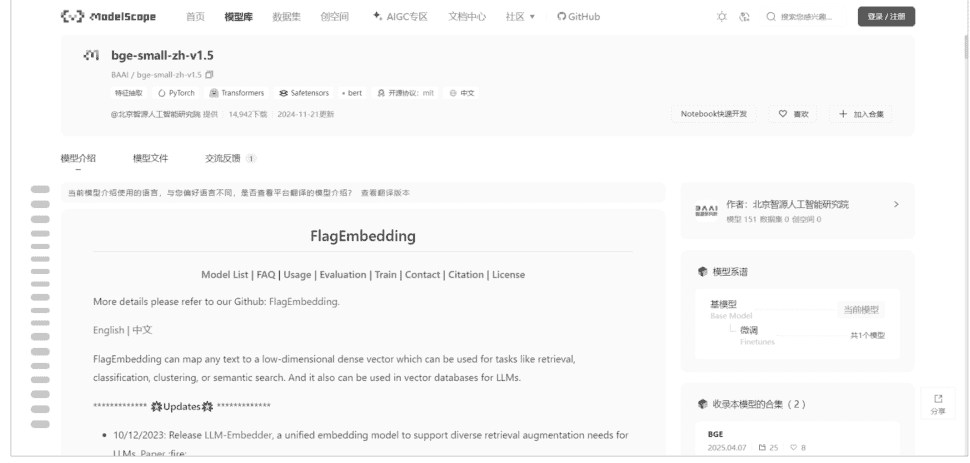 ModelScope 首页 模型库 数据集 创空间 AIGC专区 文档中心 社区 GitHub 搜索您感兴趣... 登录 / 注册
bge-small-zh-v1.5
BAAI / bge-small-zh-v1.5
特征抽取 PyTorch Transformers Safetensors bert 开源协议: mit 中文
@北京智源人工智能研究院 提供 14,942下载 2024-11-21更新
Notebook快速开发 喜欢 加入合集
模型介绍 模型文件 交流反馈 1
当前模型介绍使用的语言,与您偏好语言不同,是否查看平台翻译的模型介绍? 查看翻译版本
FlagEmbedding
Model List | FAQ | Usage | Evaluation | Train | Contact | Citation | License
More details please refer to our Github: FlagEmbedding.
English | 中文
FlagEmbedding can map any text to a low-dimensional dense vector which can be used for tasks like retrieval,
classification, clustering, or semantic search. And it also can be used in vector databases for LLMs.
************* Updates *************
10/12/2023: Release LLM-Embedder, a unified embedding model to support diverse retrieval augmentation needs for
LLMs. Paper :fire:
BAAI
作者:北京智源人工智能研究院
模型 151 数据集 0 创空间 0
模型系谱
基模型 当前模型
Base Model
微调 共1个模型
Finetunes
收录本模型的合集 ( 2 )
BGE
2025.04.07 25 8
分享